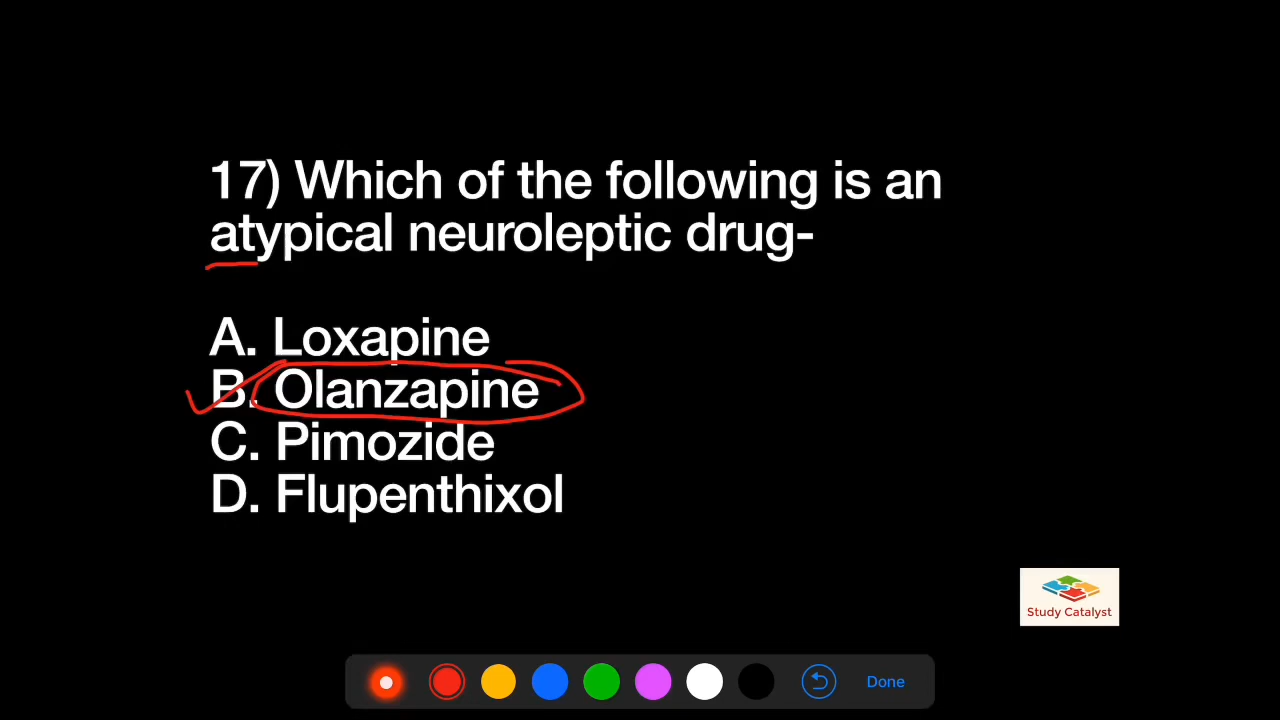 17) Which of the following is an
atypical neuroleptic drug-
A. Loxapine
B. Olanzapine
C. Pimozide
D. Flupenthixol
Study Catalyst
Done